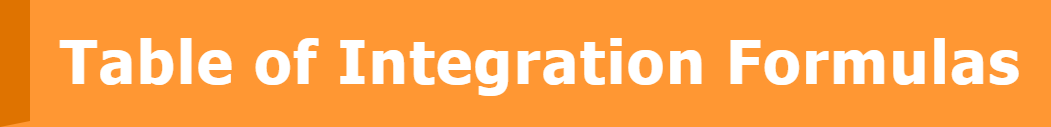 Table of Integration Formulas